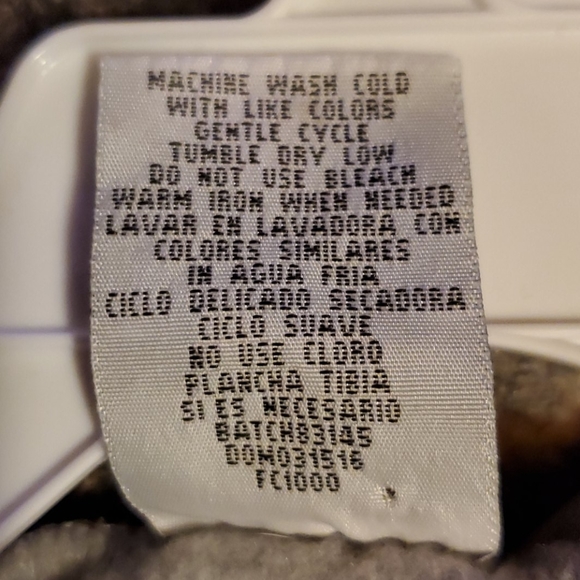 MACHINE WASH COLD
WITH LIKE COLORS
GENTLE CYCLE
TUMBLE DRY LOW
DO NOT USE BLEACH
WARM IRON WHEN NEEDED
LAVAR EN LAVADORA CON
COLORES SIMILARES
IN AGUA FRIA
CICLO DELICADO SECADORA
CICLO SUAVE
NO USE CLORO
PLANCHA TIBIA
SI ES NECESARIO
BATCH83145
DOM031516
FC1000